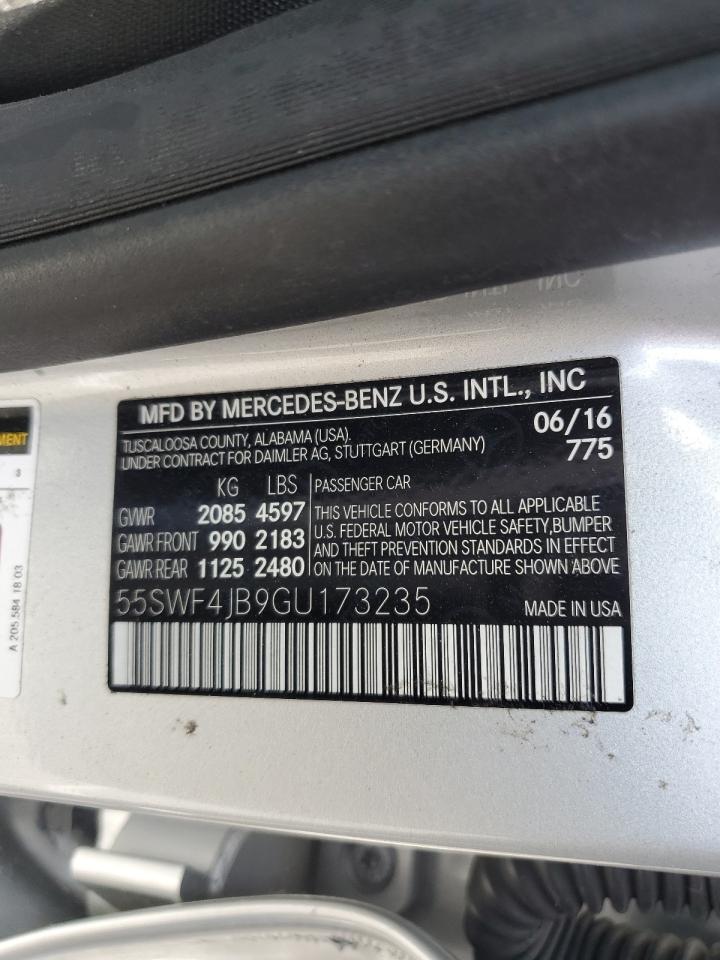 MFD BY MERCEDES-BENZ U.S. INTL., INC
TUSCALOOSA COUNTY, ALABAMA (USA). 06/16
UNDER CONTRACT FOR DAIMLER AG, STUTTGART (GERMANY) 775
KG LBS PASSENGER CAR
GVWR 2085 4597 THIS VEHICLE CONFORMS TO ALL APPLICABLE
U.S. FEDERAL MOTOR VEHICLE SAFETY,BUMPER
GAWR FRONT 990 2183 AND THEFT PREVENTION STANDARDS IN EFFECT
GAWR REAR 1125 2480 ON THE DATE OF MANUFACTURE SHOWN ABOVE
55SWF4JB9GU173235 MADE IN USA
A 205 584 18 03